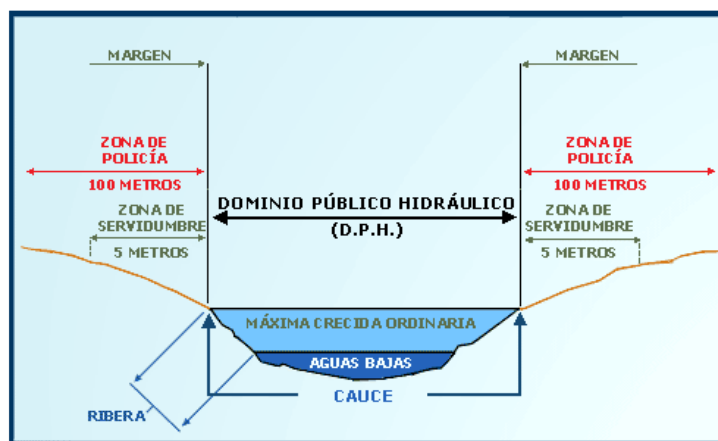 MARGEN
MARGEN
ZONA DE
POLICÍA
100 METROS
ZONA DE
POLICÍA
100 METROS
DOMINIO PÚBLICO HIDRÁULICO
(D.P.H.)
ZONA DE
SERVIDUMBRE
5 METROS
ZONA DE
SERVIDUMBRE
5 METROS
MÁXIMA CRECIDA ORDINARIA
AGUAS BAJAS
CAUCE
RIBERA